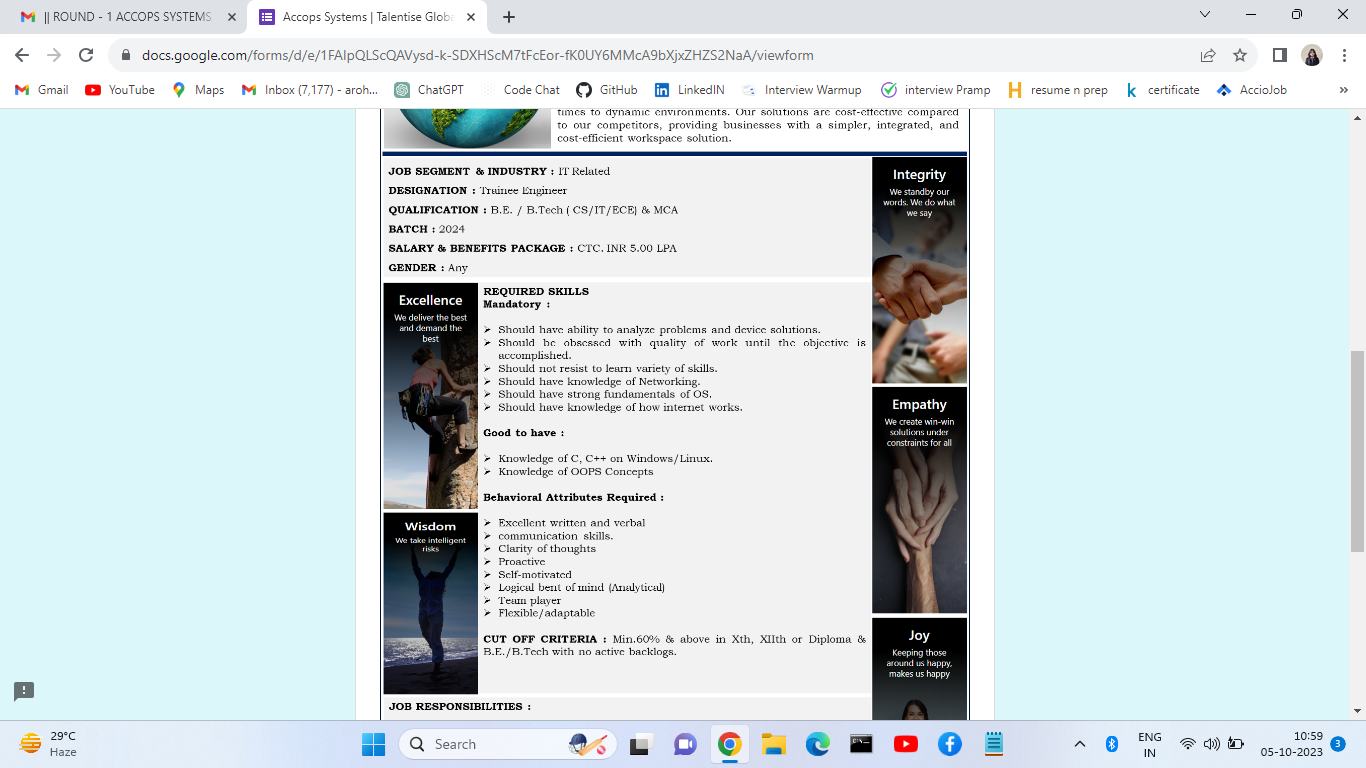 || ROUND - 1 ACCOPS SYSTEMS
Accops Systems | Talentise Globa
docs.google.com/forms/d/e/1FAIpQLScQAVysd-k-SDXHScM7tFcEor-fK0UY6MMcA9bXjxZHZS2NaA/viewform
Gmail
YouTube
Maps
Inbox (7,177) - aroh...
ChatGPT
Code Chat
GitHub
LinkedIN
Interview Warmup
interview Pramp
resume n prep
certificate
AccioJob
times to dynamic environments. Our solutions are cost-effective compared
to our competitors, providing businesses with a simpler, integrated, and
cost-efficient workspace solution.
JOB SEGMENT & INDUSTRY : IT Related
DESIGNATION : Trainee Engineer
QUALIFICATION : B.E. / B.Tech ( CS/IT/ECE) & MCA
BATCH : 2024
SALARY & BENEFITS PACKAGE : CTC. INR 5.00 LPA
GENDER : Any
Integrity
We standby our
words. We do what
we say
Excellence
We deliver the best
and demand the
best
REQUIRED SKILLS
Mandatory :
➢ Should have ability to analyze problems and device solutions.
➢ Should be obsessed with quality of work until the objective is
accomplished.
➢ Should not resist to learn variety of skills.
➢ Should have knowledge of Networking.
➢ Should have strong fundamentals of OS.
➢ Should have knowledge of how internet works.
Good to have :
➢ Knowledge of C, C++ on Windows/Linux.
➢ Knowledge of OOPS Concepts
Behavioral Attributes Required :
➢ Excellent written and verbal
➢ communication skills.
➢ Clarity of thoughts
➢ Proactive
➢ Self-motivated
➢ Logical bent of mind (Analytical)
➢ Team player
➢ Flexible/adaptable
CUT OFF CRITERIA : Min.60% & above in Xth, XIIth or Diploma &
B.E./B.Tech with no active backlogs.
Empathy
We create win-win
solutions under
constraints for all
Wisdom
We take intelligent
risks
Joy
Keeping those
around us happy,
makes us happy
JOB RESPONSIBILITIES :
29°C
Haze
Search
ENG
IN
10:59
05-10-2023
3